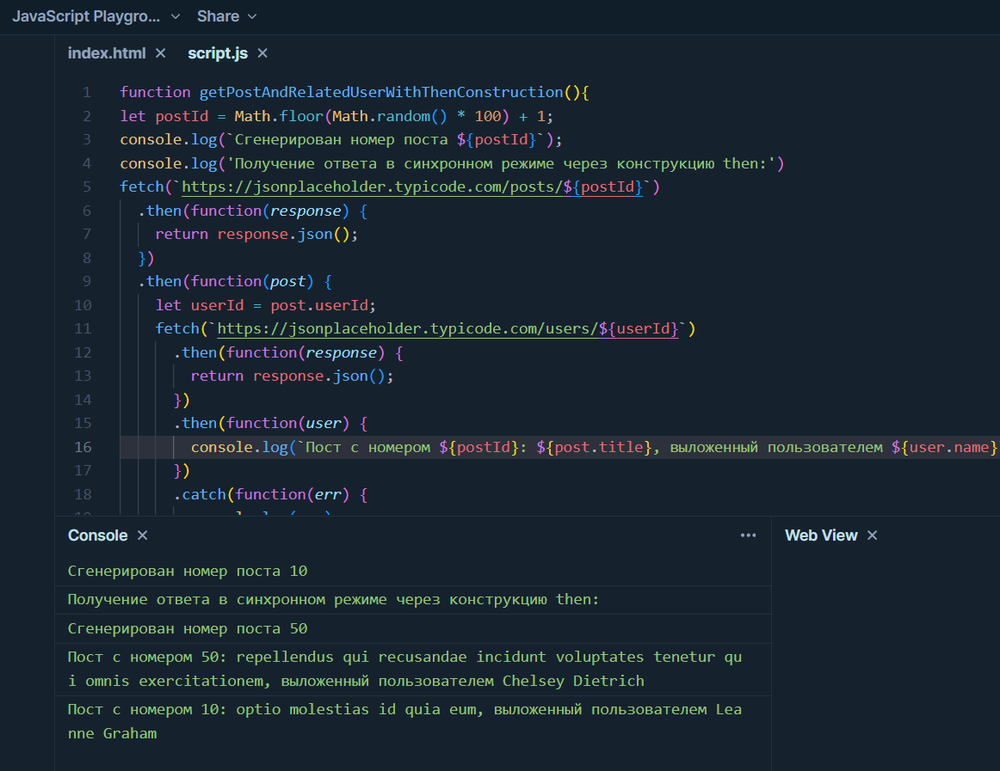 JavaScript Playgro... Share
index.html × script.js ×
1 function getPostAndRelatedUserWithThenConstruction(){
2 let postId = Math.floor(Math.random() * 100) + 1;
3 console.log(`Сгенерирован номер поста ${postId}`);
4 console.log('Получение ответа в синхронном режиме через конструкцию then:')
5 fetch(`https://jsonplaceholder.typicode.com/posts/${postId}`)
6 .then(function(response) {
7 return response.json();
8 })
9 .then(function(post) {
10 let userId = post.userId;
11 fetch(`https://jsonplaceholder.typicode.com/users/${userId}`)
12 .then(function(response) {
13 return response.json();
14 })
15 .then(function(user) {
16 console.log(`Пост с номером ${postId}: ${post.title}, выложенный пользователем ${user.name}
17 })
18 .catch(function(err) {
Console × ... Web View ×
Сгенерирован номер поста 10
Получение ответа в синхронном режиме через конструкцию then:
Сгенерирован номер поста 50
Пост с номером 50: repellendus qui recusandae incidunt voluptates tenetur qu
i omnis exercitationem, выложенный пользователем Chelsey Dietrich
Пост с номером 10: optio molestias id quia eum, выложенный пользователем Lea
nne Graham